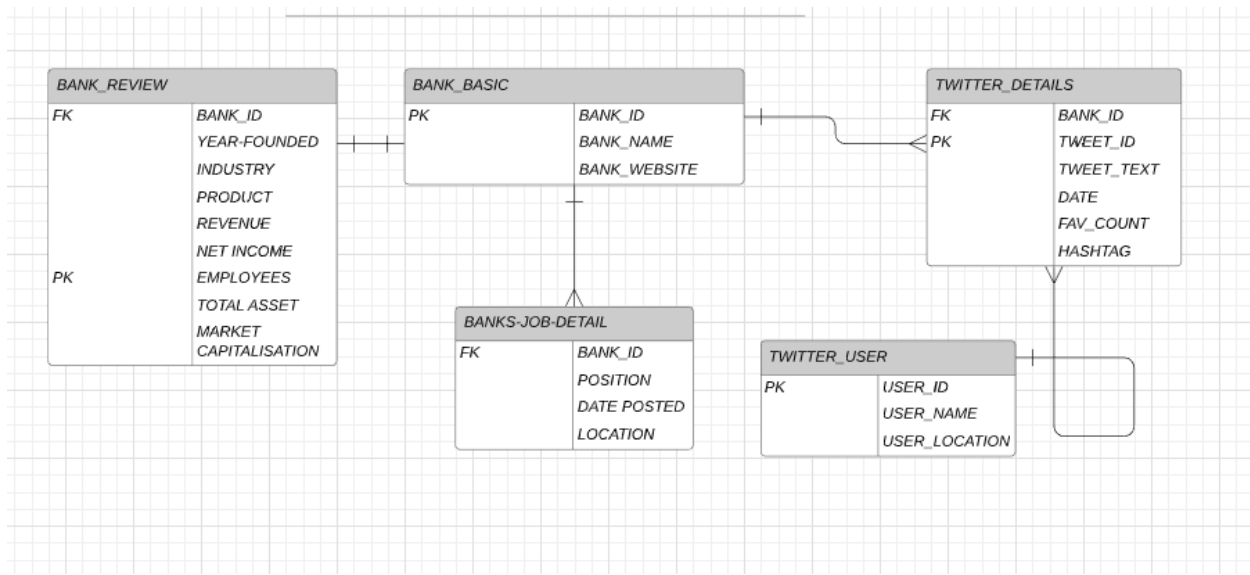 BANK_REVIEW
FK BANK_ID
YEAR-FOUNDED
INDUSTRY
PRODUCT
REVENUE
NET INCOME
PK EMPLOYEES
TOTAL ASSET
MARKET
CAPITALISATION
BANK_BASIC
PK BANK_ID
BANK_NAME
BANK_WEBSITE
TWITTER_DETAILS
FK BANK_ID
PK TWEET_ID
TWEET_TEXT
DATE
FAV_COUNT
HASHTAG
BANKS-JOB-DETAIL
FK BANK_ID
POSITION
DATE POSTED
LOCATION
TWITTER_USER
PK USER_ID
USER_NAME
USER_LOCATION